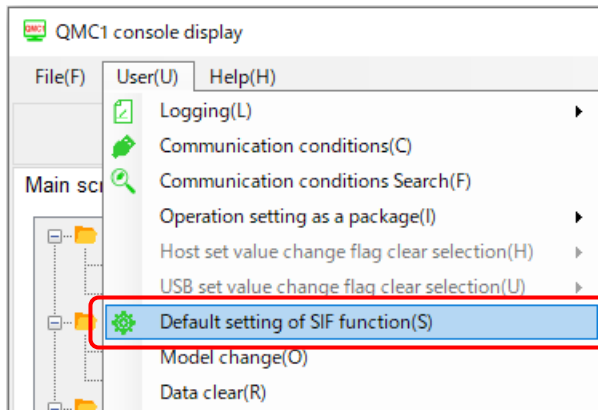 QMC1 QMC1 console display
File(F) User(U) Help(H)
Logging(L)
Communication conditions(C)
Main scr
Communication conditions Search(F)
Operation setting as a package(I)
Host set value change flag clear selection(H)
USB set value change flag clear selection(U)
Default setting of SIF function(S)
Model change(O)
Data clear(R)